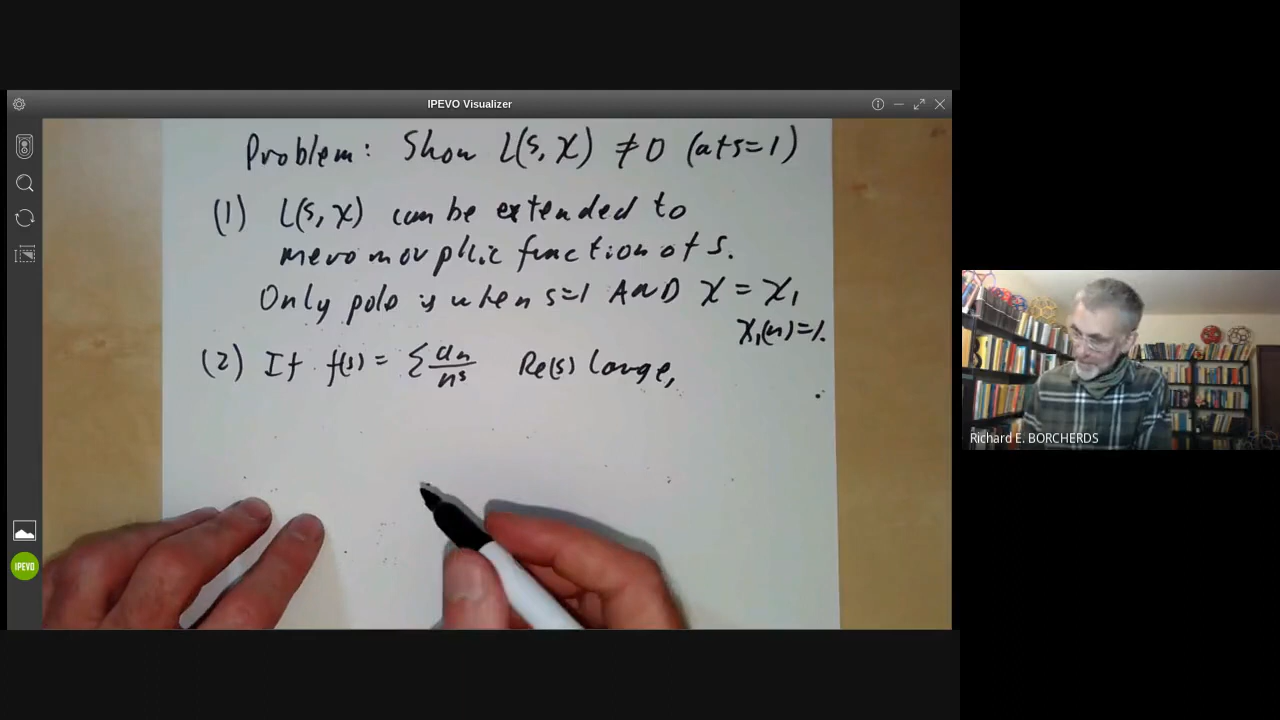 IPEVO Visualizer
Problem: Show L(s, χ) ≠ 0 (at s=1)
(1) L(s, χ) can be extended to
meromorphic function of s.
Only pole is when s=1 AND χ = χ₁
χ₁(n)=1.
(2) If f(s) = Σ aₙ/nˢ Re(s) large,
Richard E. BORCHERDS
IPEVO